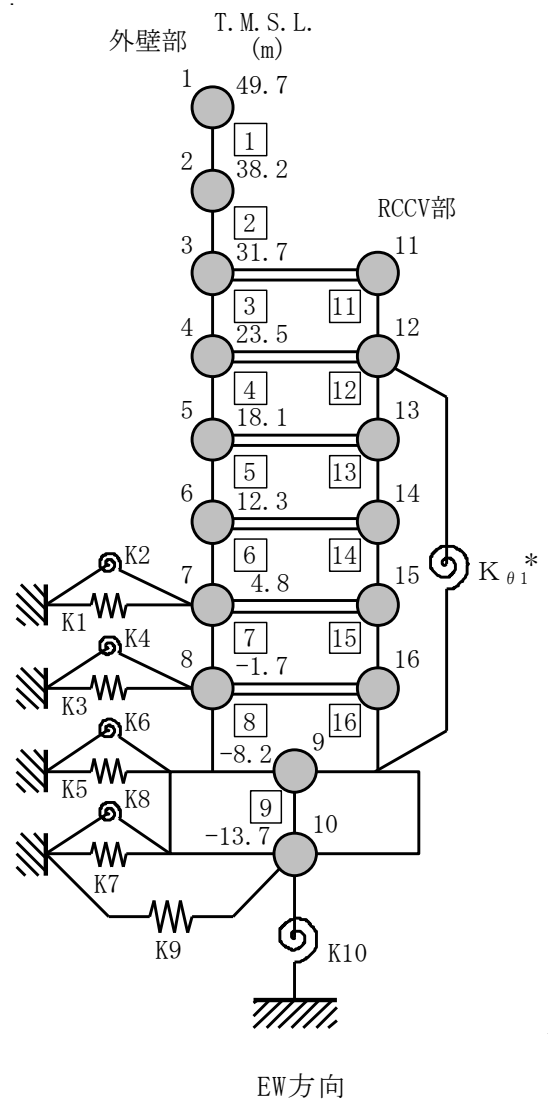 外壁部 T.M.S.L.
(m)
1 49.7
1
2 38.2
2
RCCV部
3 31.7 11
3 11
4 23.5 12
4 12
5 18.1 13
5 13
6 12.3 14
6 14
K2 7 4.8 15
Kθ1*
K1 7 15
K4 8 -1.7 16
K3 8 16
K6 -8.2 9
K5 K8 9
-13.7 10
K7
K9 K10
EW方向